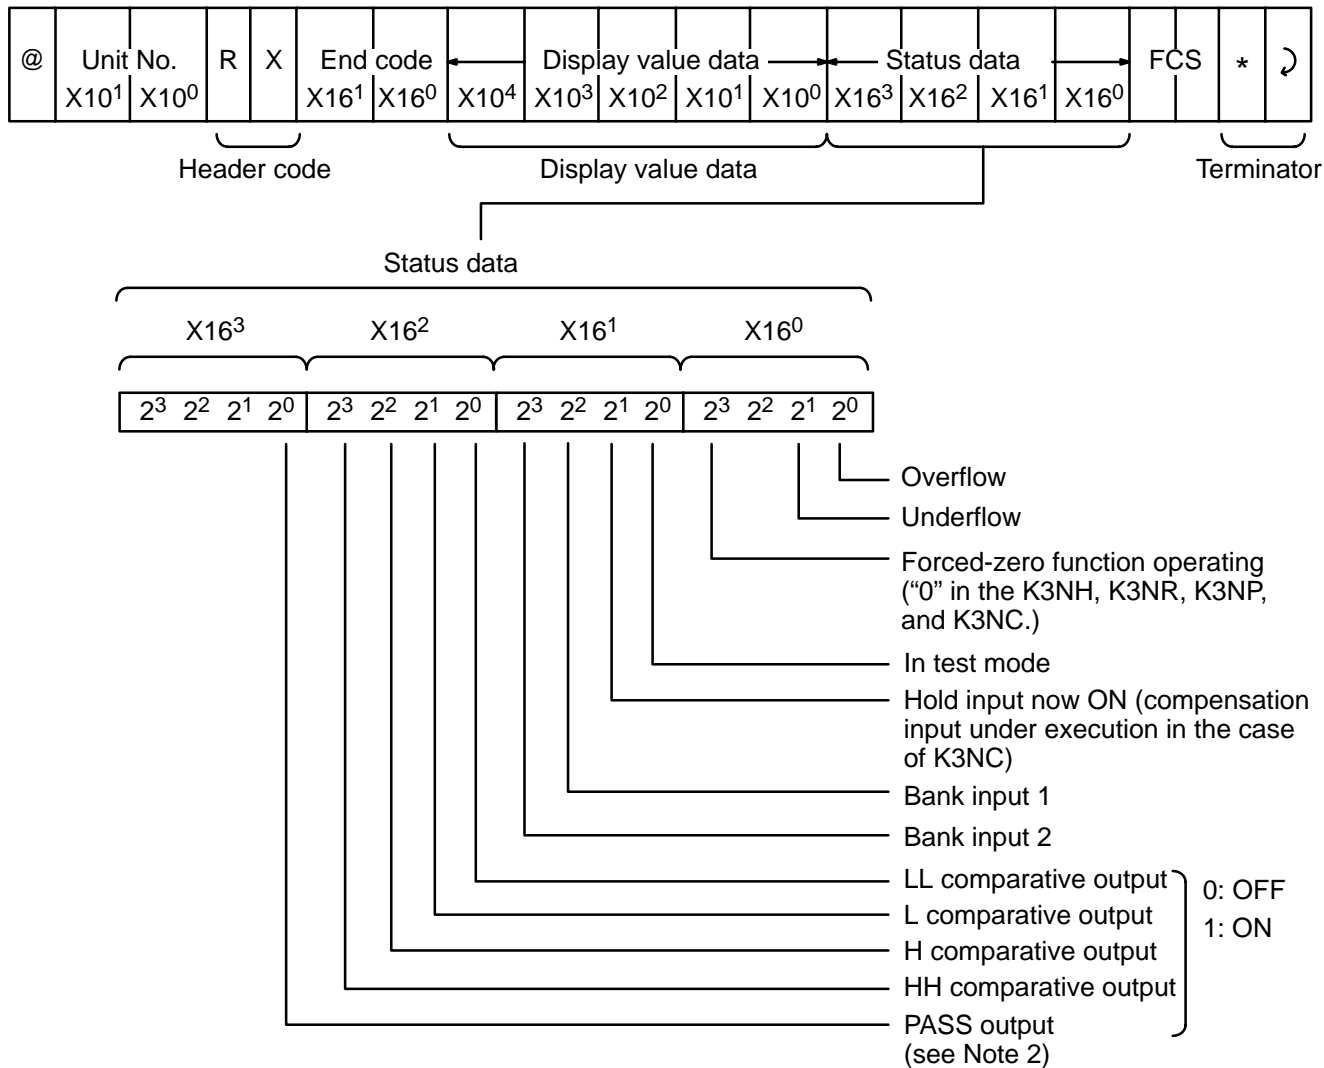 @ Unit No. R X End code Display value data Status data FCS *
X10¹ X10⁰ X16¹ X16⁰ X10⁴ X10³ X10² X10¹ X10⁰ X16³ X16² X16¹ X16⁰
Header code Display value data Terminator
Status data
X16³ X16² X16¹ X16⁰
2³ 2² 2¹ 2⁰ 2³ 2² 2¹ 2⁰ 2³ 2² 2¹ 2⁰ 2³ 2² 2¹ 2⁰
Overflow
Underflow
Forced-zero function operating
(“0” in the K3NH, K3NR, K3NP,
and K3NC.)
In test mode
Hold input now ON (compensation
input under execution in the case
of K3NC)
Bank input 1
Bank input 2
LL comparative output
0: OFF
L comparative output
1: ON
H comparative output
HH comparative output
PASS output
(see Note 2)